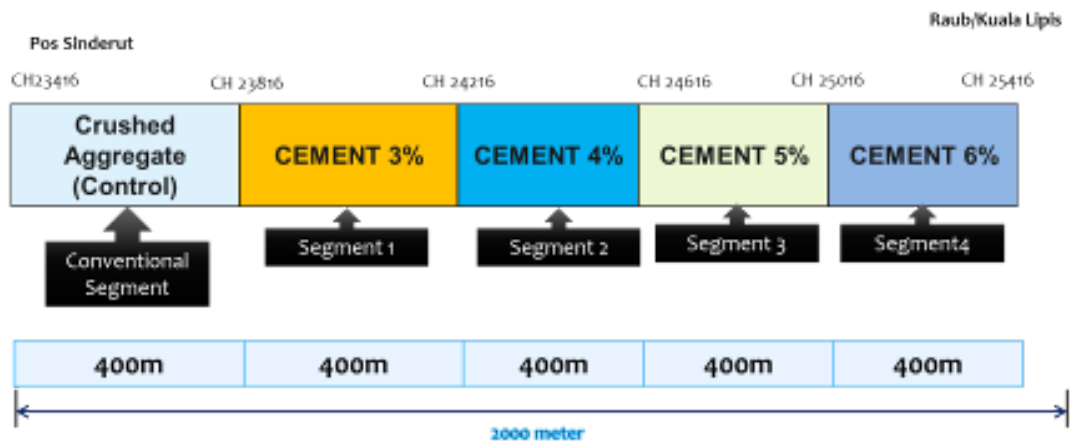 Raub/Kuala Lipis
Pos Sinderut
CH23416
CH 23816
CH 24216
CH 24616
CH 25016
CH 25416
Crushed
Aggregate
(Control)
CEMENT 3%
CEMENT 4%
CEMENT 5%
CEMENT 6%
Conventional
Segment
Segment 1
Segment 2
Segment 3
Segment4
400m
400m
400m
400m
400m
2000 meter